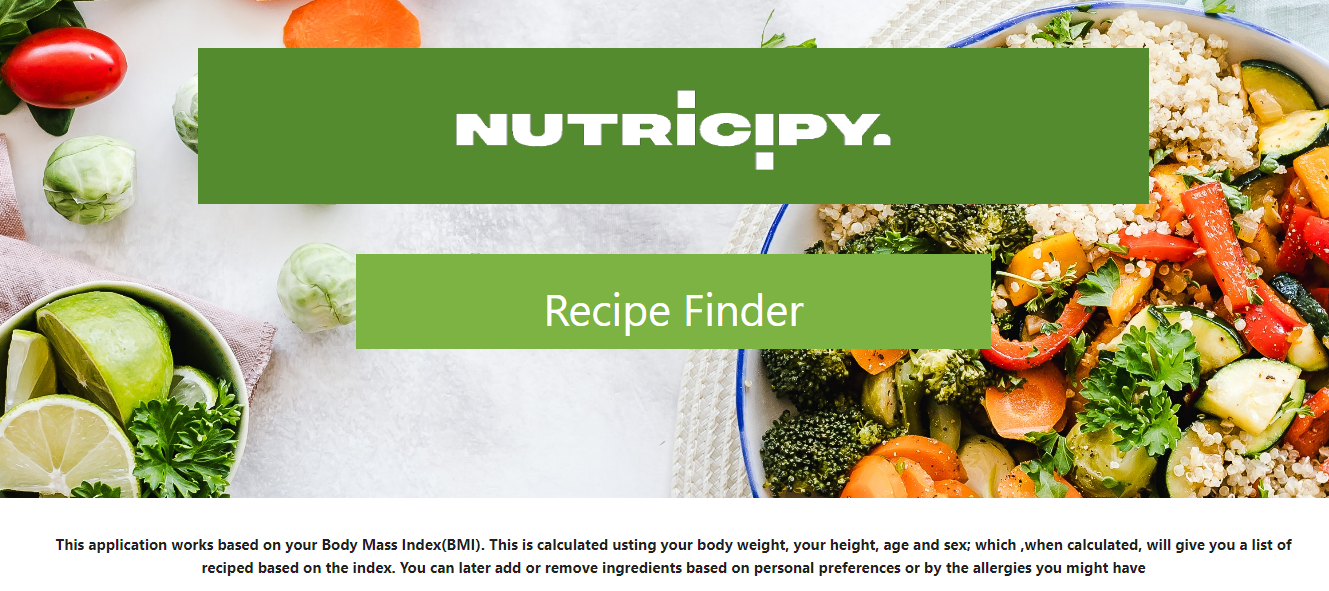 NUTRICIPY.
Recipe Finder
This application works based on your Body Mass Index(BMI). This is calculated usting your body weight, your height, age and sex; which ,when calculated, will give you a list of
reciped based on the index. You can later add or remove ingredients based on personal preferences or by the allergies you might have